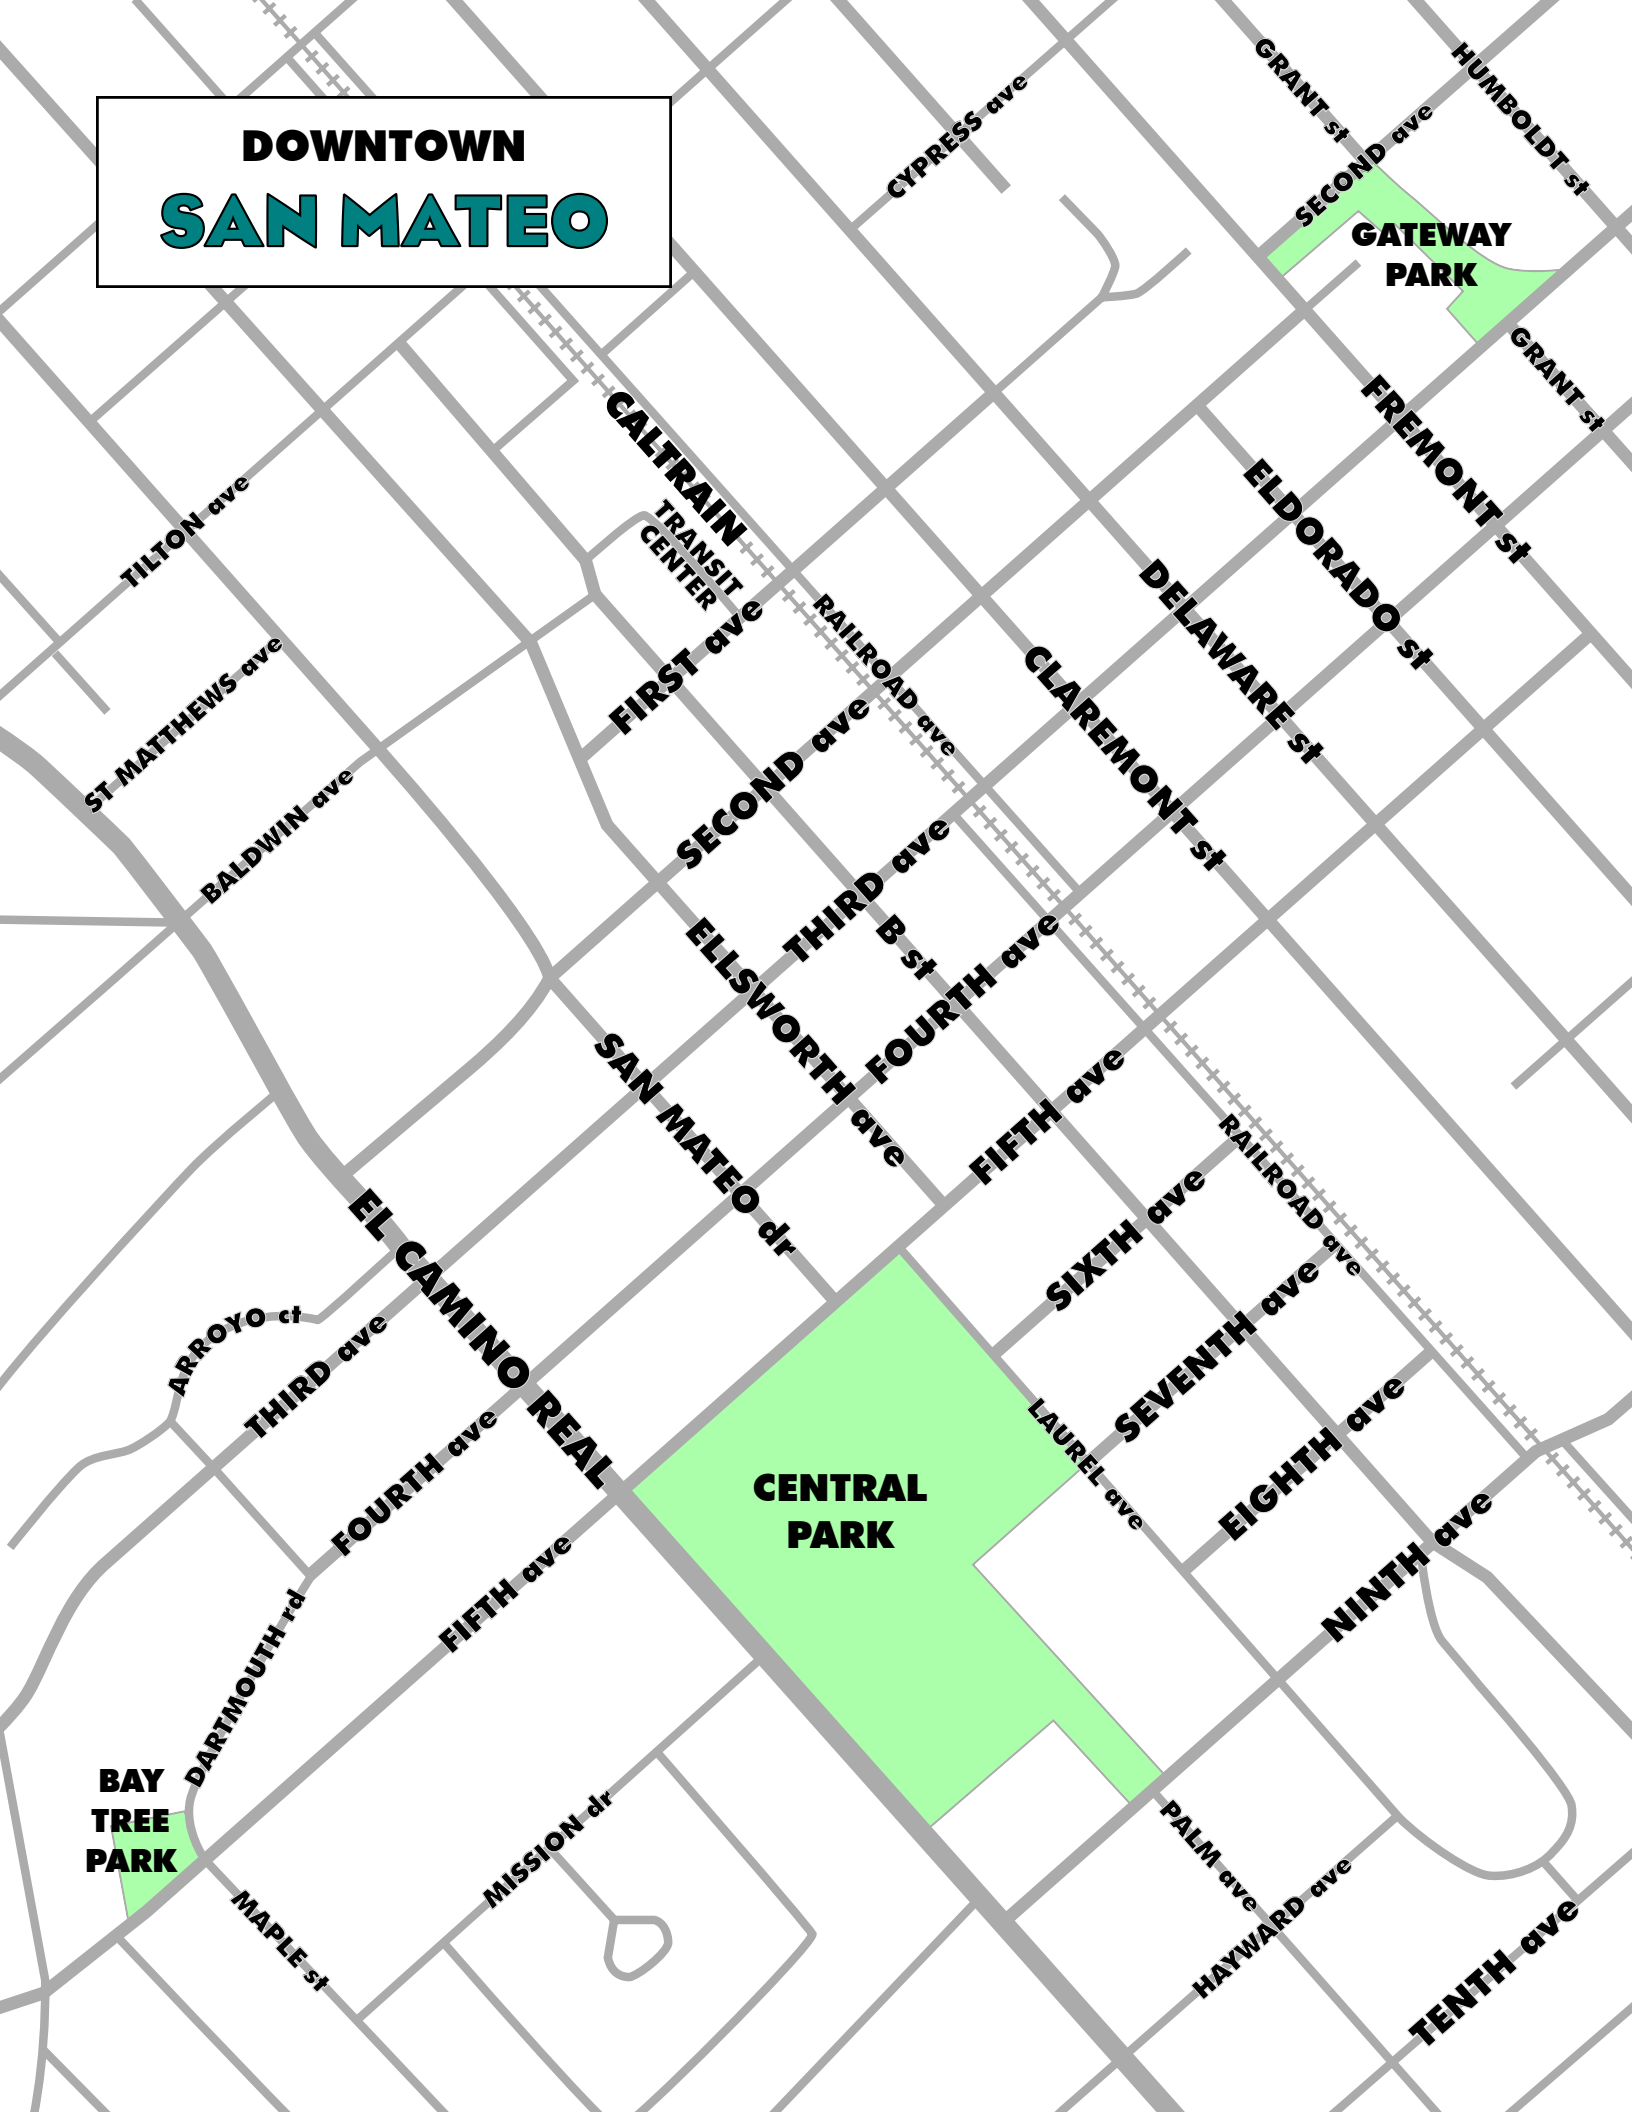 DOWNTOWN
SAN MATEO
GRANT st
HUMBOLDT st
CYPRESS ave
SECOND ave
GATEWAY
PARK
GRANT st
CALTRAIN
TRANSIT
CENTER
FREMONT st
ELDORADO st
TILTON ave
DELAWARE st
RAILROAD ave
FIRST ave
CLAREMONT st
ST MATTHEWS ave
SECOND ave
BALDWIN ave
THIRD ave
B st
ELLSWORTH ave
FOURTH ave
SAN MATEO dr
FIFTH ave
RAILROAD ave
SIXTH ave
EL CAMINO REAL
SEVENTH ave
ARROYO ct
THIRD ave
LAUREL ave
EIGHTH ave
FOURTH ave
CENTRAL
PARK
NINTH ave
FIFTH ave
DARTMOUTH rd
BAY
TREE
PARK
MISSION dr
PALM ave
HAYWARD ave
MAPLE st
TENTH ave